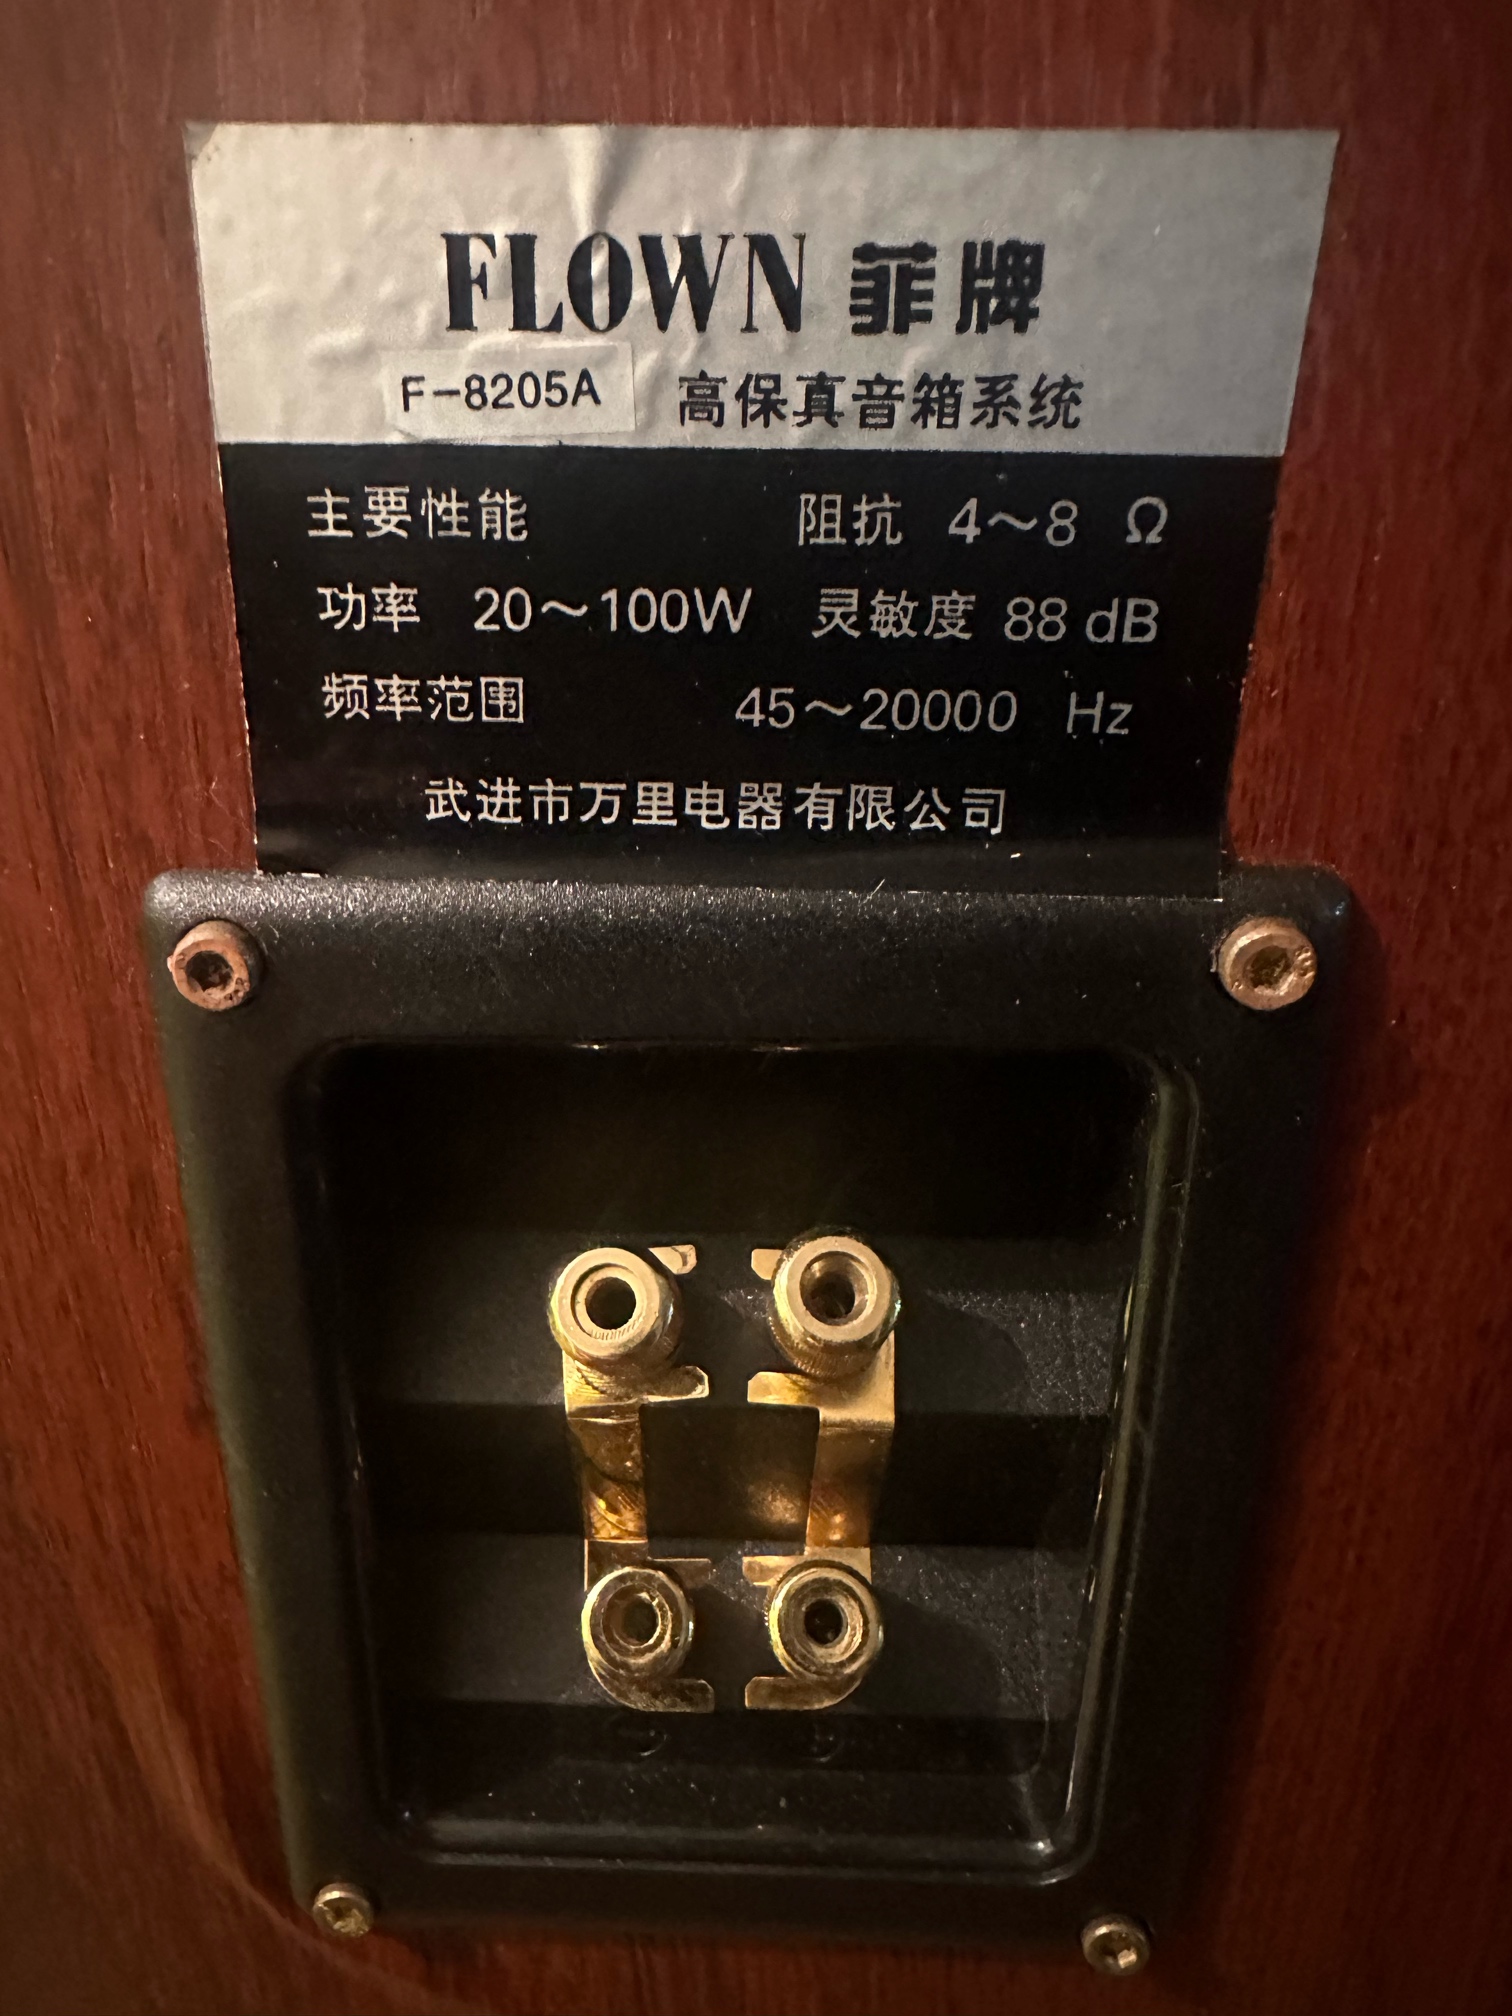 FLOWN 菲牌
F-8205A 高保真音箱系统
主要性能 阻抗 4～8 Ω
功率 20～100W 灵敏度 88 dB
频率范围 45～20000 Hz
武进市万里电器有限公司